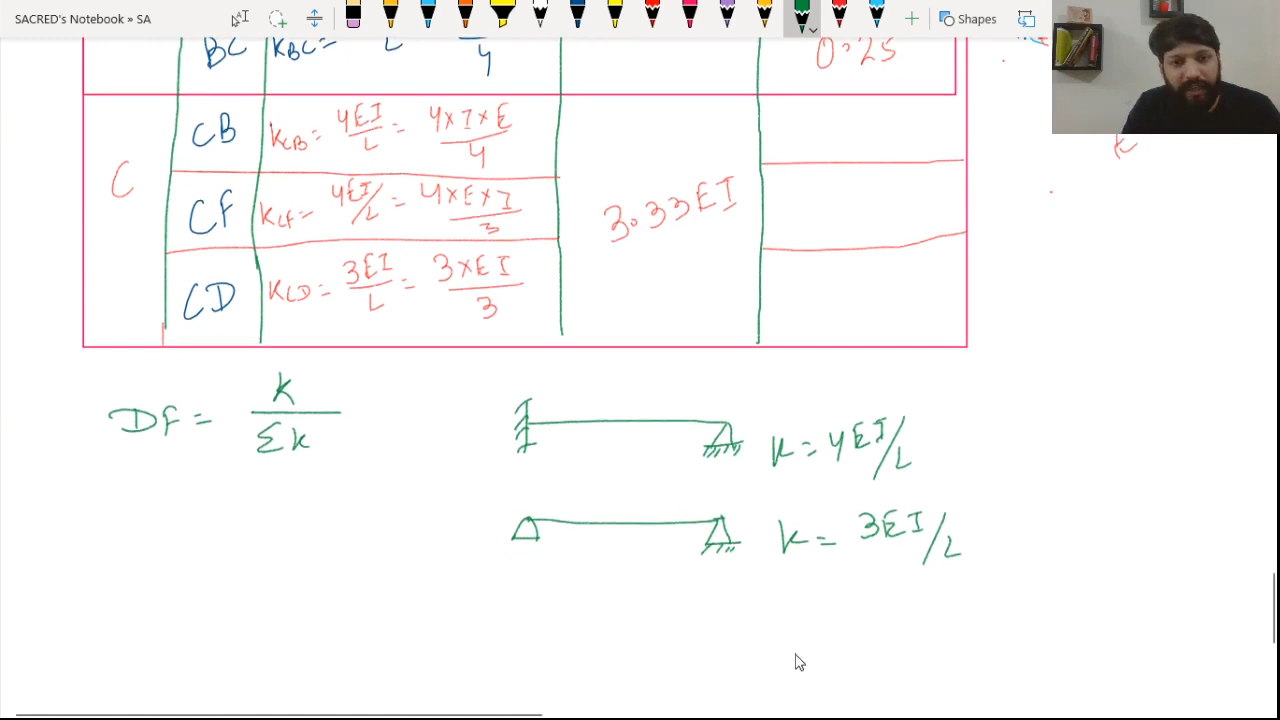 SACRED's Notebook » SA
Shapes
BC
KBC =
L
4
0.25
C
CB
KCB = 4EI/L = 4×I×E/4
CF
KCF = 4EI/L = 4×E×I/3
3.33EI
CD
KCD = 3EI/L = 3×EI/3
DF = K/ΣK
K = 4EI/L
K = 3EI/L
K